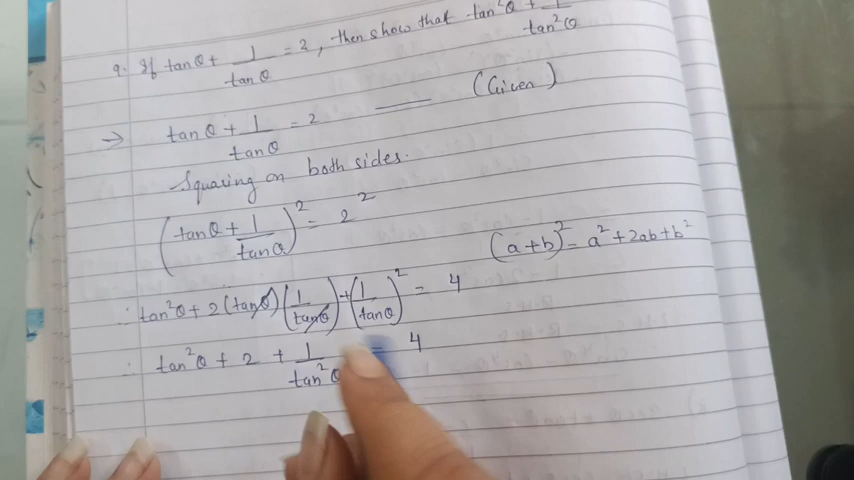 9. If tanθ + 1/tanθ = 2, then show that tan²θ + 1/tan²θ
→ tanθ + 1/tanθ = 2 —— (Given)
Squaring on both sides.
(tanθ + 1/tanθ)² = 2²
(a+b)² = a² + 2ab + b²
∴ tan²θ + 2(tanθ)(1/tanθ) + (1/tanθ)² = 4
∴ tan²θ + 2 + 1/tan²θ = 4